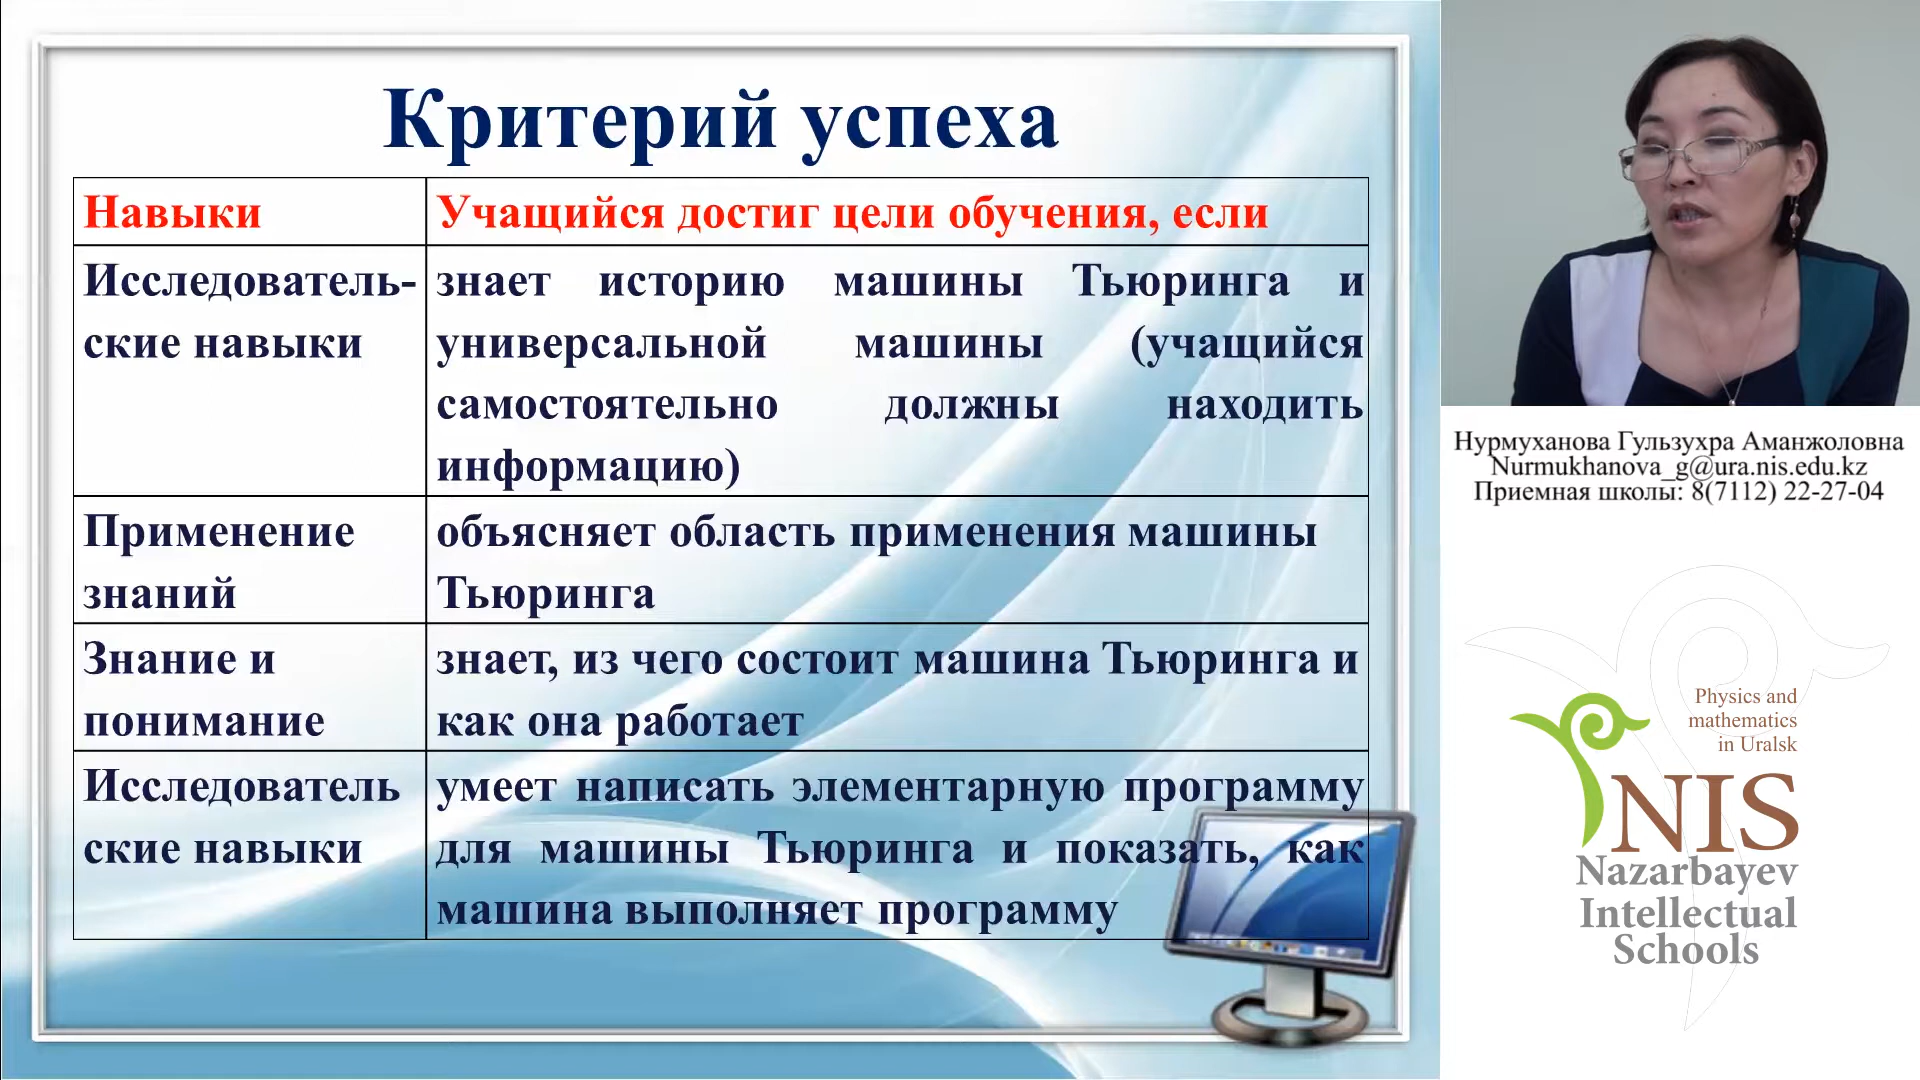 Критерий успеха
Навыки
Учащийся достиг цели обучения, если
Исследователь-
ские навыки
знает историю машины Тьюринга и
универсальной машины (учащийся
самостоятельно должны находить
информацию)
Применение
знаний
объясняет область применения машины
Тьюринга
Знание и
понимание
знает, из чего состоит машина Тьюринга и
как она работает
Исследователь
ские навыки
умеет написать элементарную программу
для машины Тьюринга и показать, как
машина выполняет программу
Нурмуханова Гульзухра Аманжоловна
Nurmukhanova_g@ura.nis.edu.kz
Приемная школы: 8(7112) 22-27-04
Physics and
mathematics
in Uralsk
NIS
Nazarbayev
Intellectual
Schools